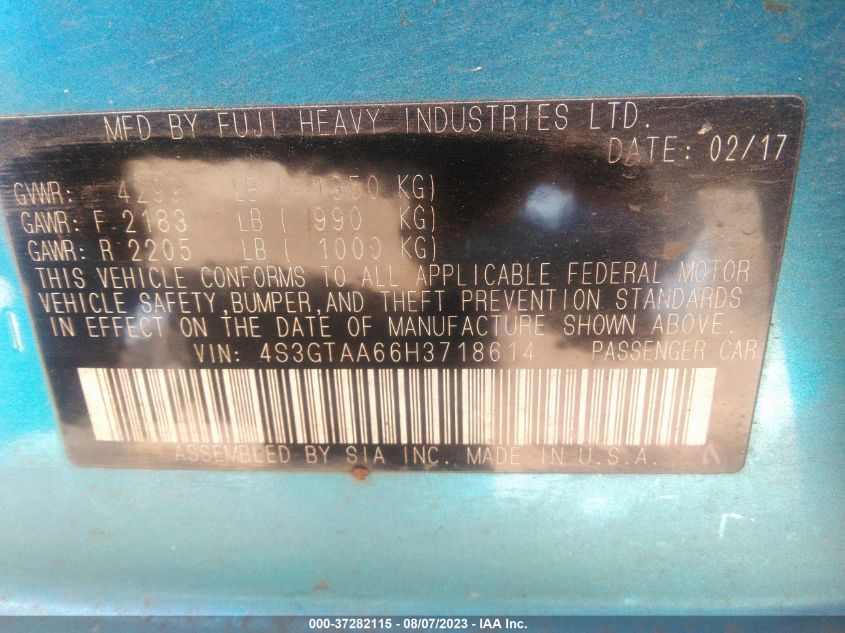 MFD BY FUJI HEAVY INDUSTRIES LTD.
DATE: 02/17
GVWR: LB ( 1950 KG)
GAWR: F 2183 LB ( 990 KG)
GAWR: R 2205 LB ( 1000 KG)
THIS VEHICLE CONFORMS TO ALL APPLICABLE FEDERAL MOTOR
VEHICLE SAFETY,BUMPER,AND THEFT PREVENTION STANDARDS
IN EFFECT ON THE DATE OF MANUFACTURE SHOWN ABOVE.
VIN: 4S3GTAA66H3718614 PASSENGER CAR
ASSEMBLED BY SIA INC. MADE IN U.S.A.
000-37282115 - 08/07/2023 - IAA Inc.